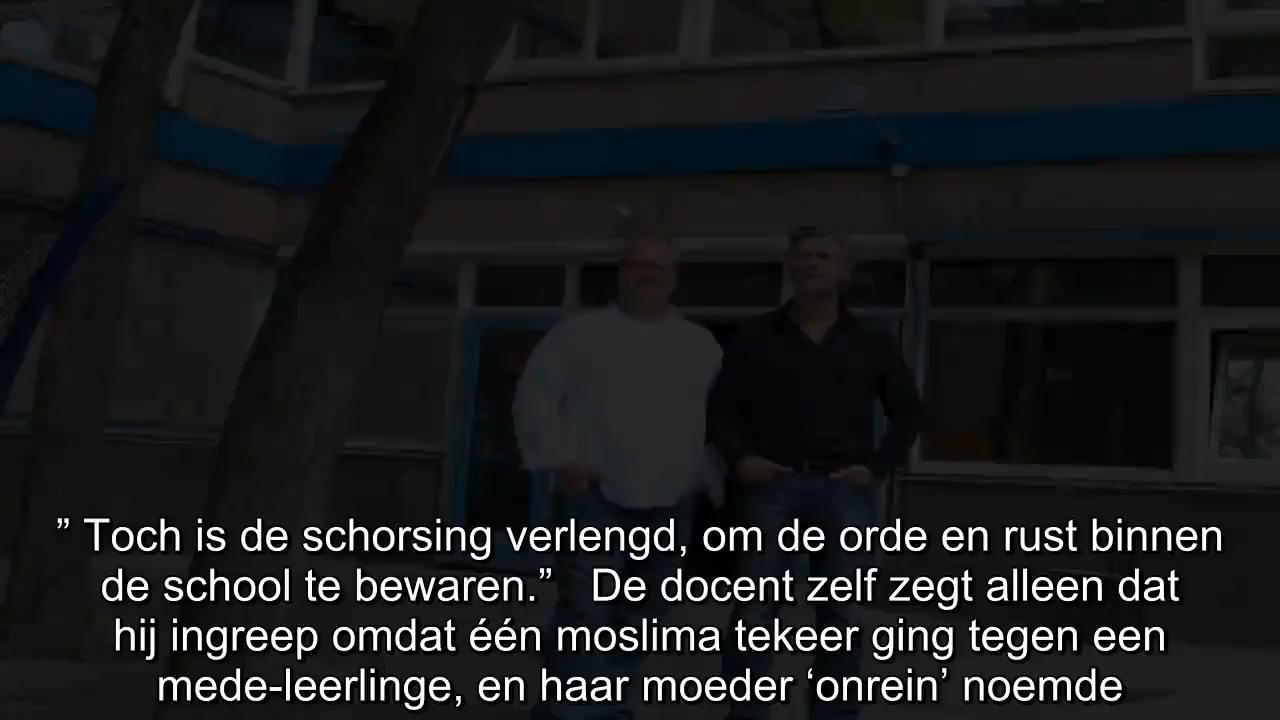 ” Toch is de schorsing verlengd, om de orde en rust binnen
de school te bewaren.” De docent zelf zegt alleen dat
hij ingreep omdat één moslima tekeer ging tegen een
mede-leerlinge, en haar moeder ‘onrein’ noemde